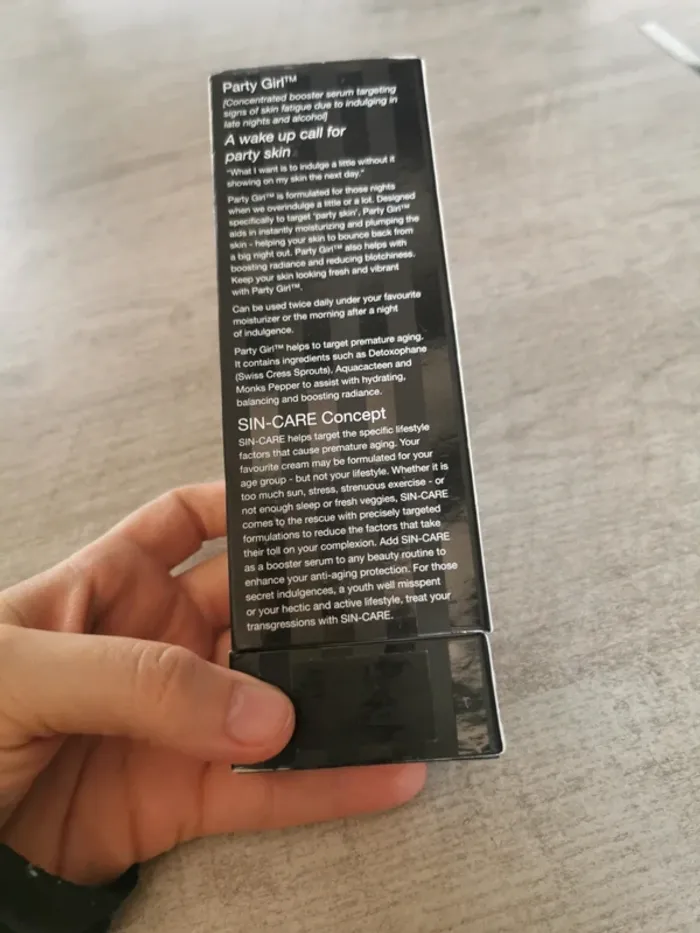 Party Girl™
[Concentrated booster serum targeting
signs of skin fatigue due to indulging in
late nights and alcohol]
A wake up call for
party skin
"What I want is to indulge a little without it
showing on my skin the next day."
Party Girl™ is formulated for those nights
when we overindulge a little or a lot. Designed
specifically to target 'party skin', Party Girl™
aids in instantly moisturizing and plumping the
skin - helping your skin to bounce back from
a big night out. Party Girl™ also helps with
boosting radiance and reducing blotchiness.
Keep your skin looking fresh and vibrant
with Party Girl™.
Can be used twice daily under your favourite
moisturizer or the morning after a night
of indulgence.
Party Girl™ helps to target premature aging.
It contains ingredients such as Detoxophane
(Swiss Cress Sprouts), Aquacacteen and
Monks Pepper to assist with hydrating,
balancing and boosting radiance.
SIN-CARE Concept
SIN-CARE helps target the specific lifestyle
factors that cause premature aging. Your
favourite cream may be formulated for your
age group - but not your lifestyle. Whether it is
too much sun, stress, strenuous exercise - or
not enough sleep or fresh veggies, SIN-CARE
comes to the rescue with precisely targeted
formulations to reduce the factors that take
their toll on your complexion. Add SIN-CARE
as a booster serum to any beauty routine to
enhance your anti-aging protection. For those
secret indulgences, a youth well misspent
or your hectic and active lifestyle, treat your
transgressions with SIN-CARE.